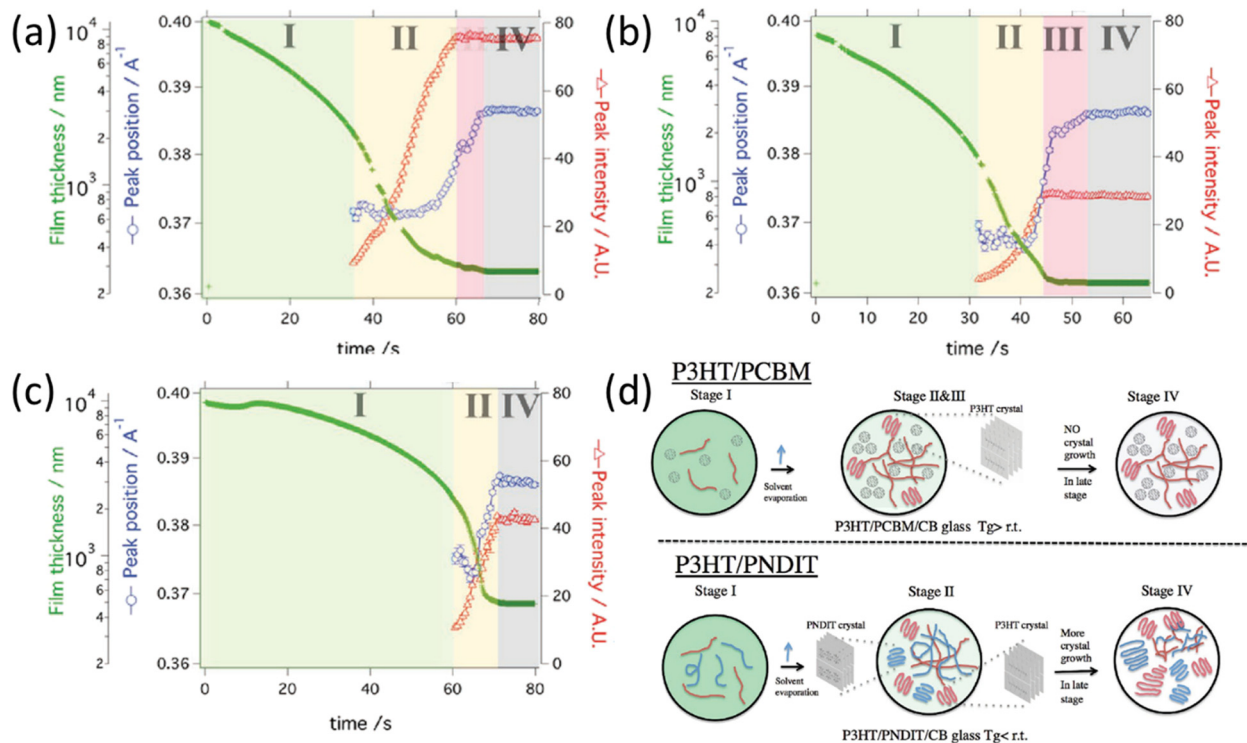 (a)
I
II
III
IV
Film thickness / nm
10⁴
8
6
4
2
10³
8
6
4
2
Peak position / A⁻¹
0.40
0.39
0.38
0.37
0.36
80
60
40
20
0
Peak intensity / A.U.
0 20 40 60 80
time /s
(b)
I
II
III
IV
Film thickness / nm
10⁴
8
6
4
2
10³
8
6
4
2
Peak position / A⁻¹
0.40
0.39
0.38
0.37
0.36
80
60
40
20
0
Peak intensity / A.U.
0 10 20 30 40 50 60
time /s
(c)
I
II
IV
Film thickness / nm
10⁴
8
6
4
2
10³
8
6
4
2
Peak position / A⁻¹
0.40
0.39
0.38
0.37
0.36
80
60
40
20
0
Peak intensity / A.U.
0 20 40 60 80
time /s
(d)
P3HT/PCBM
Stage I
Stage II&III
Stage IV
P3HT crystal
Solvent
evaporation
NO
crystal
growth
In late
stage
P3HT/PCBM/CB glass Tg> r.t.
P3HT/PNDIT
Stage I
Stage II
Stage IV
PNDIT crystal
P3HT crystal
Solvent
evaporation
More
crystal
growth
In late
stage
P3HT/PNDIT/CB glass Tg< r.t.